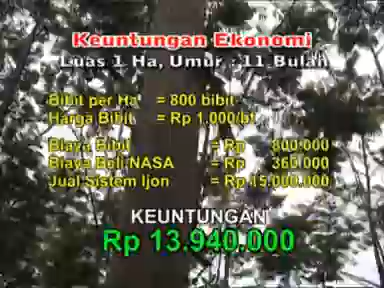 Keuntungan Ekonomi
Luas 1 Ha, Umur : 11 Bulan
Bibit per Ha = 800 bibit
Harga Bibit = Rp 1.000/bt
Biaya Bibit = Rp 800.000
Biaya Beli NASA = Rp 260.000
Jual Sistem Ijon = Rp 15.000.000
KEUNTUNGAN
Rp 13.940.000